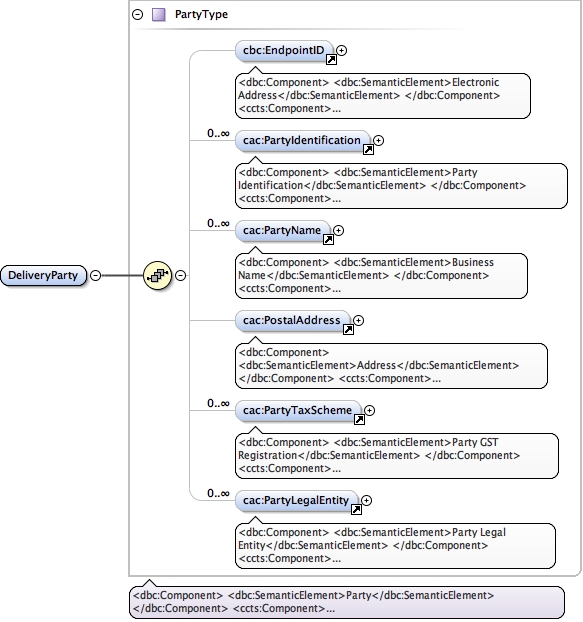 PartyType
cbc:EndpointID
<dbc:Component> <dbc:SemanticElement>Electronic
Address</dbc:SemanticElement> </dbc:Component>
<ccts:Component>...
0..∞
cac:PartyIdentification
<dbc:Component> <dbc:SemanticElement>Party
Identification</dbc:SemanticElement> </dbc:Component>
<ccts:Component>...
0..∞
cac:PartyName
<dbc:Component> <dbc:SemanticElement>Business
Name</dbc:SemanticElement> </dbc:Component>
<ccts:Component>...
DeliveryParty
cac:PostalAddress
<dbc:Component>
<dbc:SemanticElement>Address</dbc:SemanticElement>
</dbc:Component> <ccts:Component>...
0..∞
cac:PartyTaxScheme
<dbc:Component> <dbc:SemanticElement>Party GST
Registration</dbc:SemanticElement> </dbc:Component>
<ccts:Component>...
0..∞
cac:PartyLegalEntity
<dbc:Component> <dbc:SemanticElement>Party Legal
Entity</dbc:SemanticElement> </dbc:Component>
<ccts:Component>...
<dbc:Component> <dbc:SemanticElement>Party</dbc:SemanticElement>
</dbc:Component> <ccts:Component>...